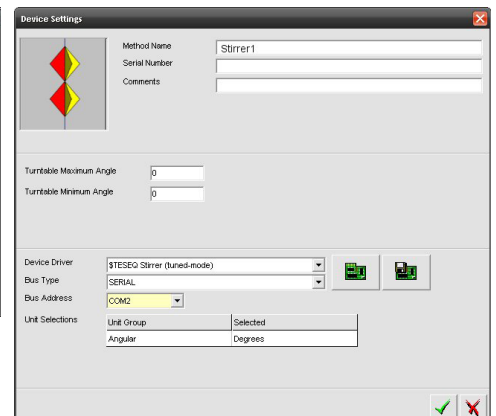 Device Settings
Method Name Stirrer1
Serial Number
Comments
Turntable Maximum Angle 0
Turntable Minimum Angle 0
Device Driver $TESEQ Stirrer (tuned-mode)
Bus Type SERIAL
Bus Address COM2
Unit Selections Unit Group Selected
Angular Degrees